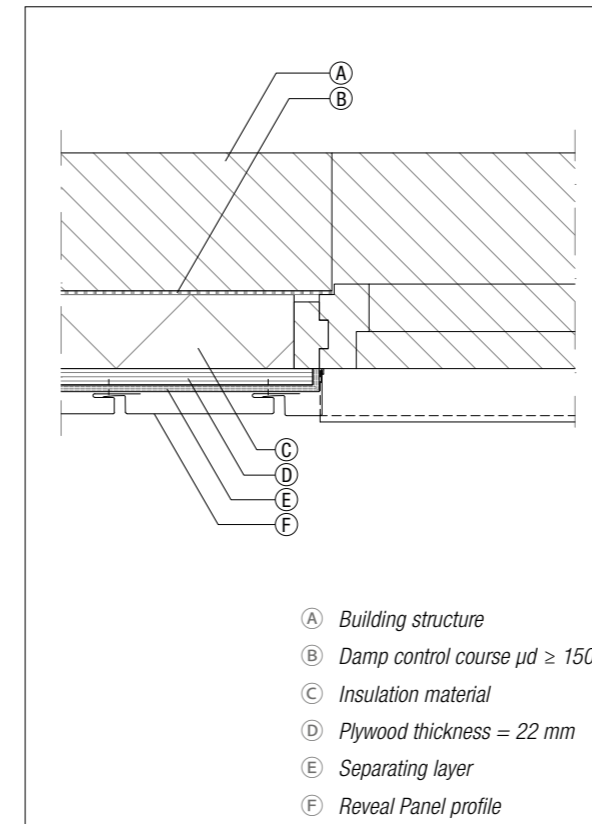 A
B
C
D
E
F
A Building structure
B Damp control course µd ≥ 150
C Insulation material
D Plywood thickness = 22 mm
E Separating layer
F Reveal Panel profile